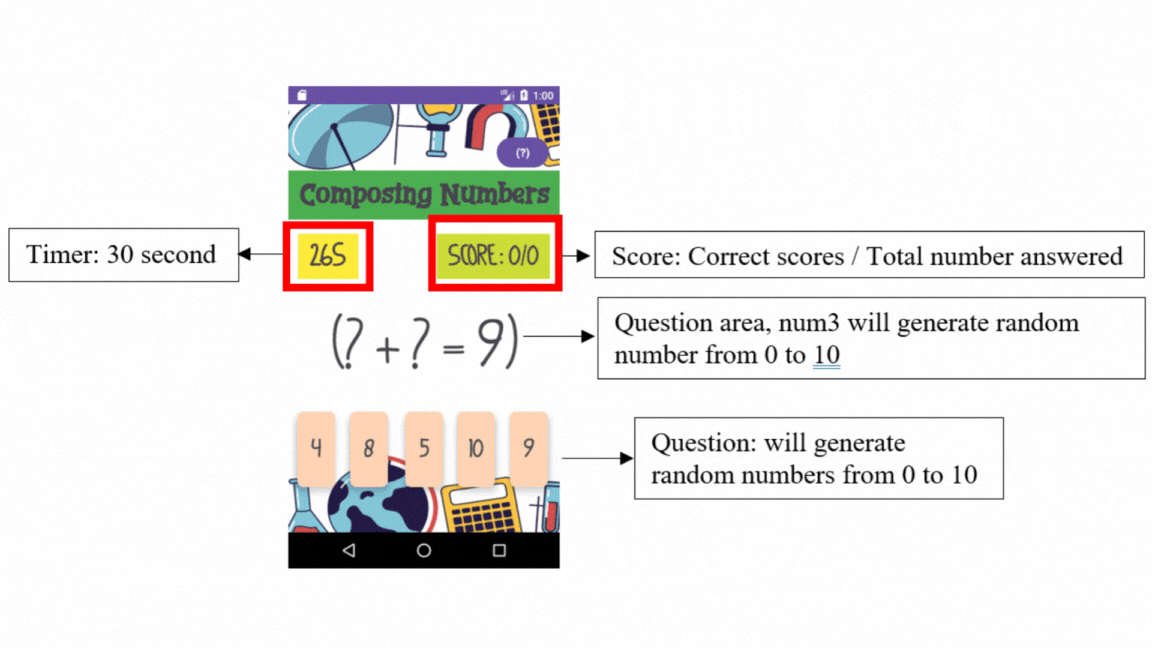 1:00
(?)
Composing Numbers
Timer: 30 second
26S
SCORE: 0/0
Score: Correct scores / Total number answered
(? + ? = 9)
Question area, num3 will generate random
number from 0 to 10
4 8 5 10 9
Question: will generate
random numbers from 0 to 10